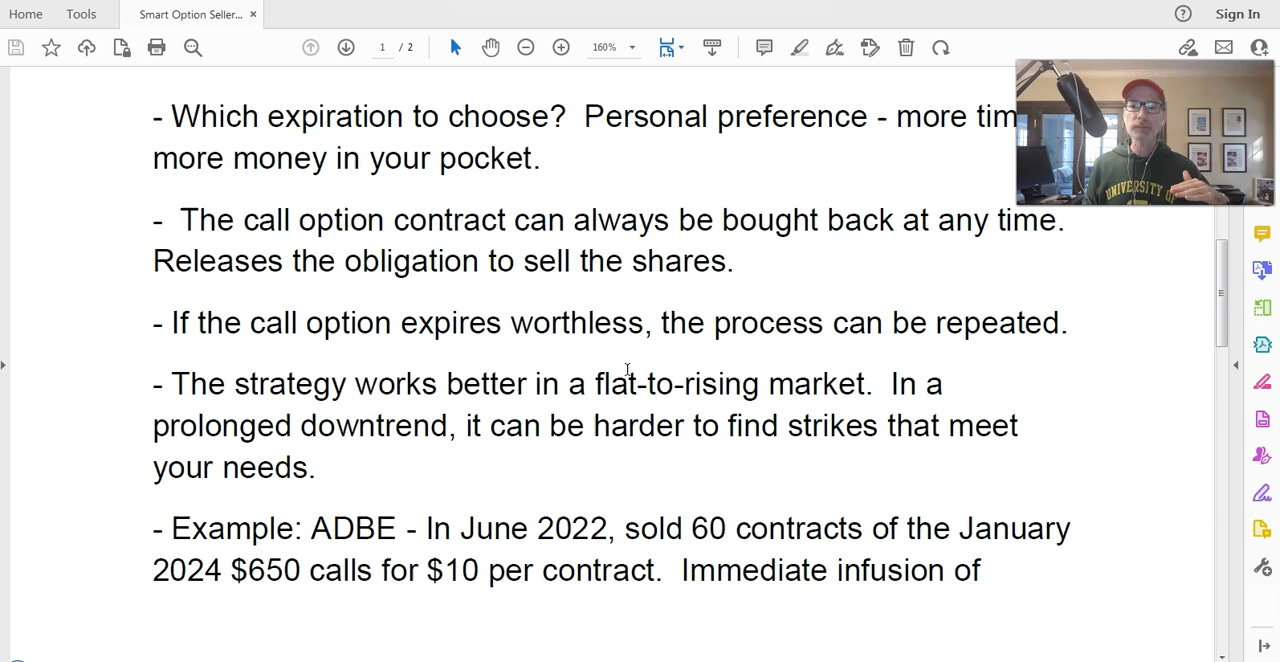 Home
Tools
Smart Option Seller... ×
Sign In
1 / 2
160%
- Which expiration to choose?  Personal preference - more tim
more money in your pocket.
-  The call option contract can always be bought back at any time.
Releases the obligation to sell the shares.
- If the call option expires worthless, the process can be repeated.
- The strategy works better in a flat-to-rising market.  In a
prolonged downtrend, it can be harder to find strikes that meet
your needs.
- Example: ADBE - In June 2022, sold 60 contracts of the January
2024 $650 calls for $10 per contract.  Immediate infusion of
UNIVERSITY OF